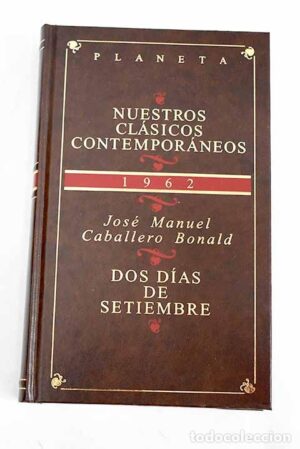 PLANETA
NUESTROS
CLÁSICOS
CONTEMPORÁNEOS
1962
José Manuel
Caballero Bonald
DOS DÍAS
DE
SETIEMBRE
todocoleccion